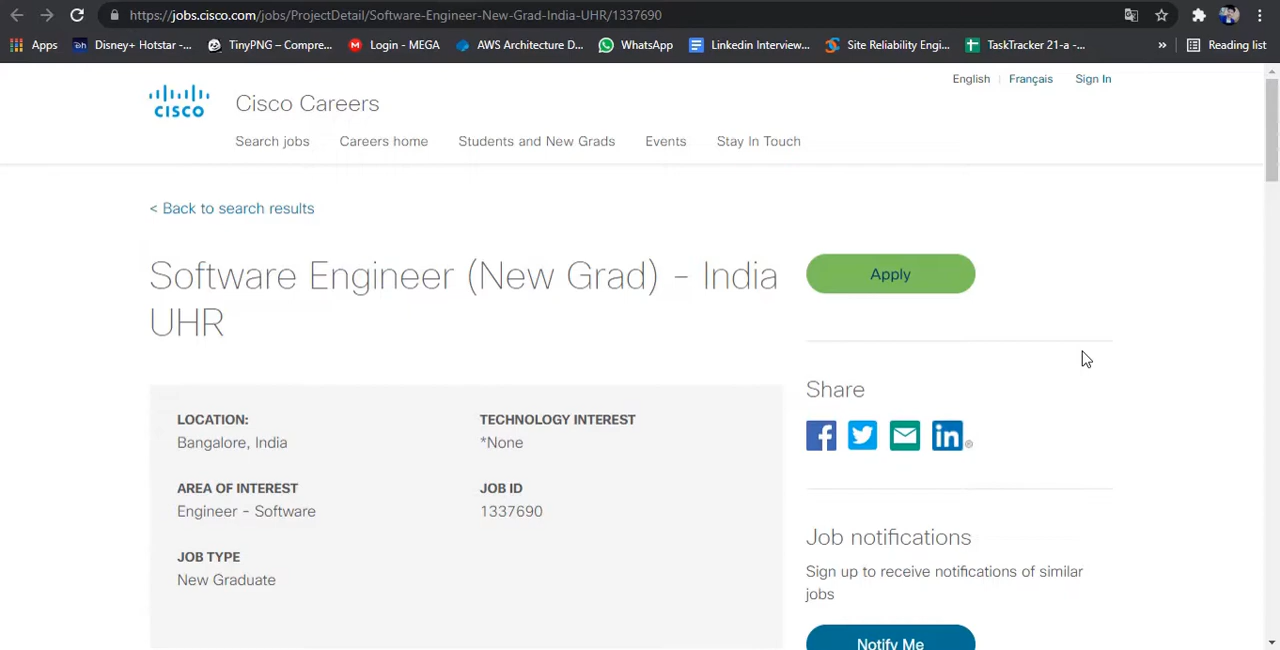 https://jobs.cisco.com/jobs/ProjectDetail/Software-Engineer-New-Grad-India-UHR/1337690
Apps Disney+ Hotstar -... TinyPNG – Compre... Login - MEGA AWS Architecture D... WhatsApp Linkedin Interview... Site Reliability Engi... TaskTracker 21-a -... » Reading list
English | Français Sign In
CISCO Cisco Careers
Search jobs Careers home Students and New Grads Events Stay In Touch
< Back to search results
Software Engineer (New Grad) - India
UHR
Apply
LOCATION:
Bangalore, India
TECHNOLOGY INTEREST
*None
AREA OF INTEREST
Engineer - Software
JOB ID
1337690
JOB TYPE
New Graduate
Share
Job notifications
Sign up to receive notifications of similar
jobs
Notify Me